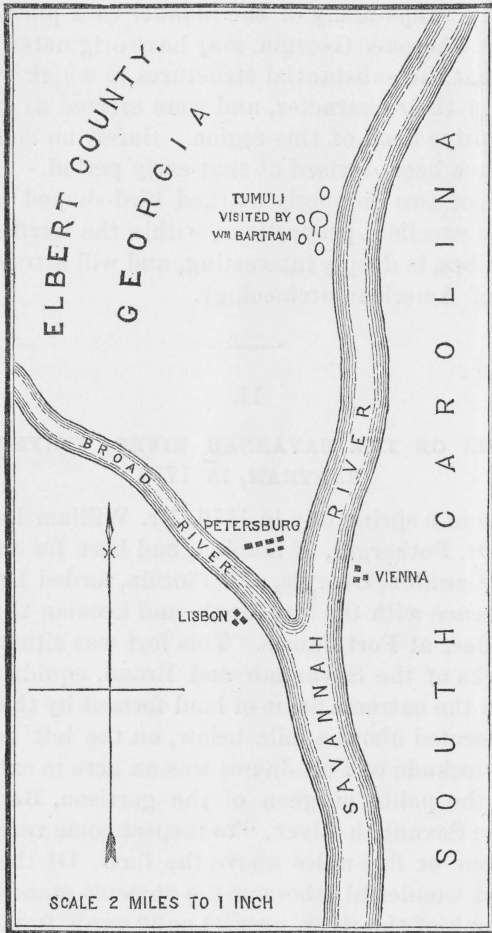 ELBERT COUNTY
GEORGIA
TUMULI
VISITED BY
WM BARTRAM
SOUTH CAROLINA
BROAD
RIVER
PETERSBURG
VIENNA
LISBON
SAVANNAH RIVER
SCALE 2 MILES TO 1 INCH